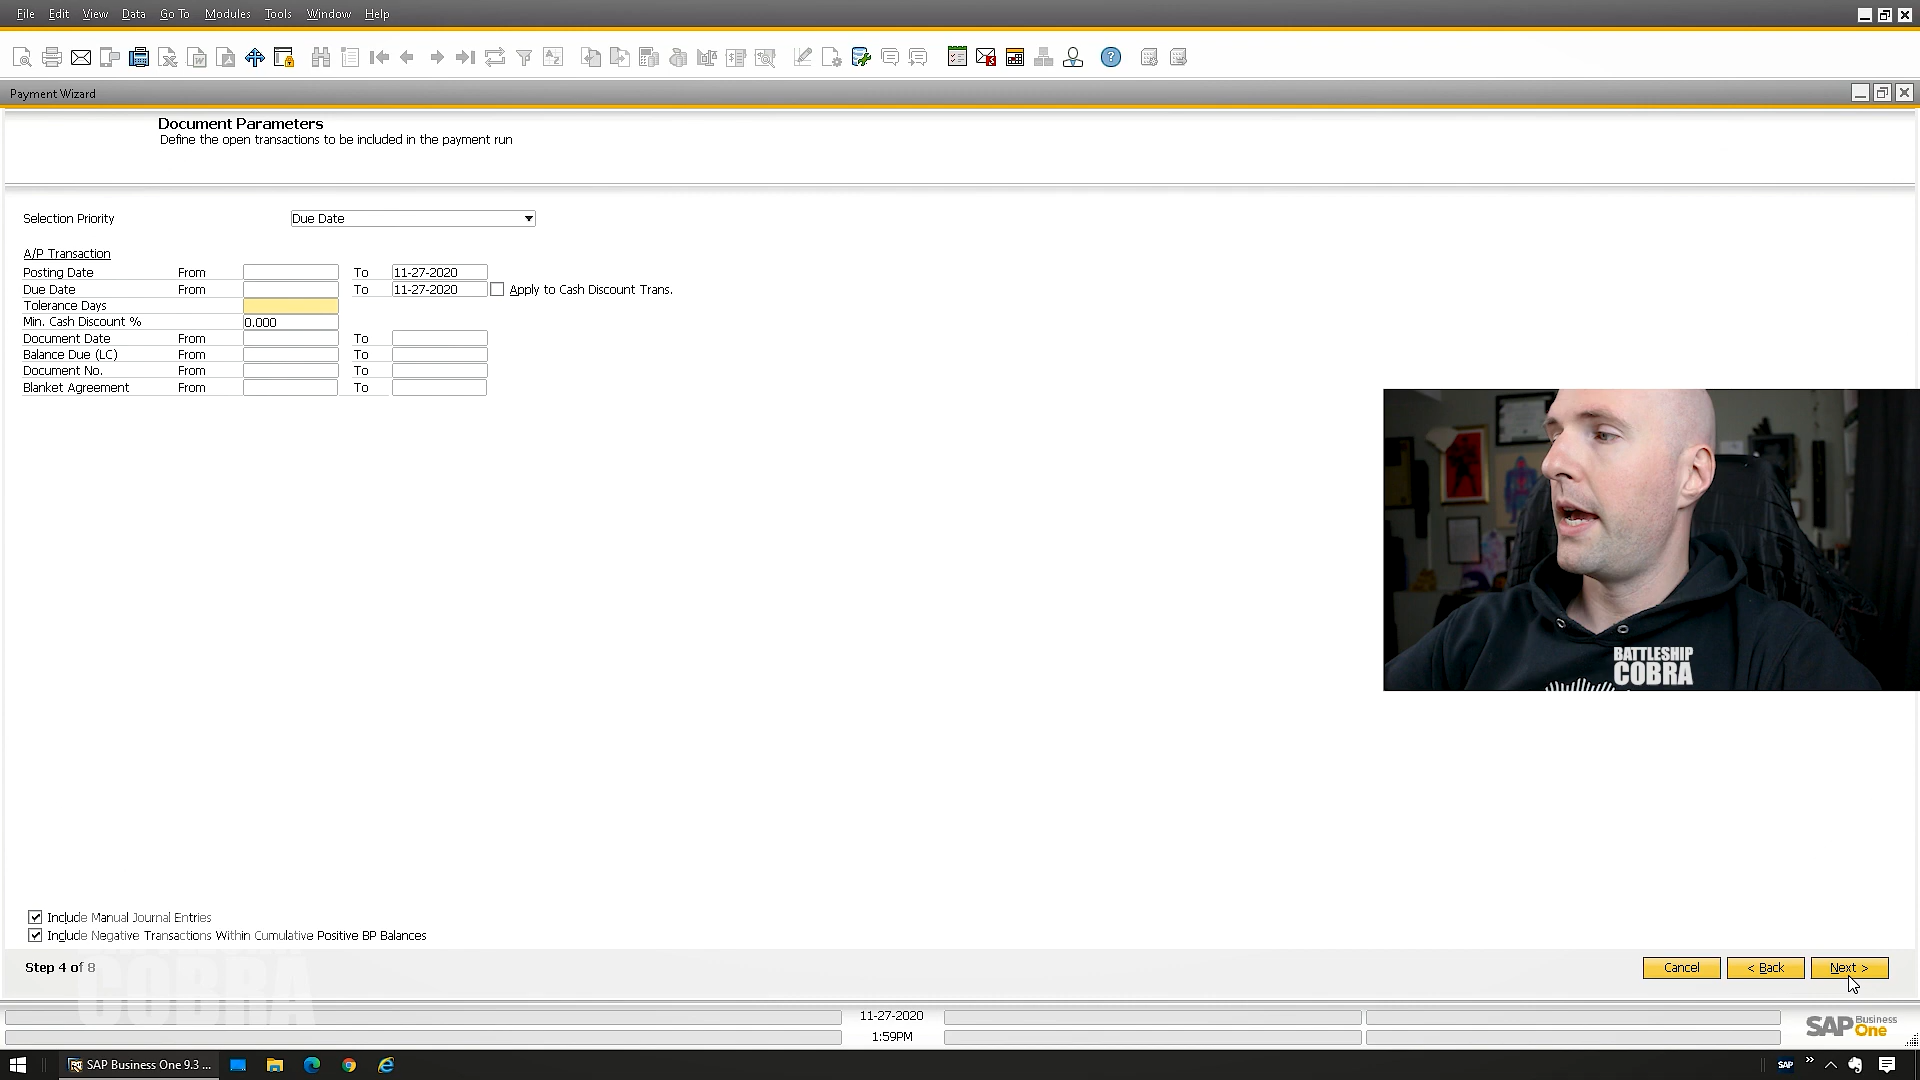 File Edit View Data Go To Modules Tools Window Help
Payment Wizard
Document Parameters
Define the open transactions to be included in the payment run
Selection Priority Due Date
A/P Transaction
Posting Date From To 11-27-2020
Due Date From To 11-27-2020 Apply to Cash Discount Trans.
Tolerance Days
Min. Cash Discount % 0.000
Document Date From To
Balance Due (LC) From To
Document No. From To
Blanket Agreement From To
BATTLESHIP
COBRA
Include Manual Journal Entries
Include Negative Transactions Within Cumulative Positive BP Balances
Step 4 of 8
COBRA
Cancel < Back Next >
11-27-2020
1:59PM
SAP Business One
SAP Business One 9.3 ...
SAP